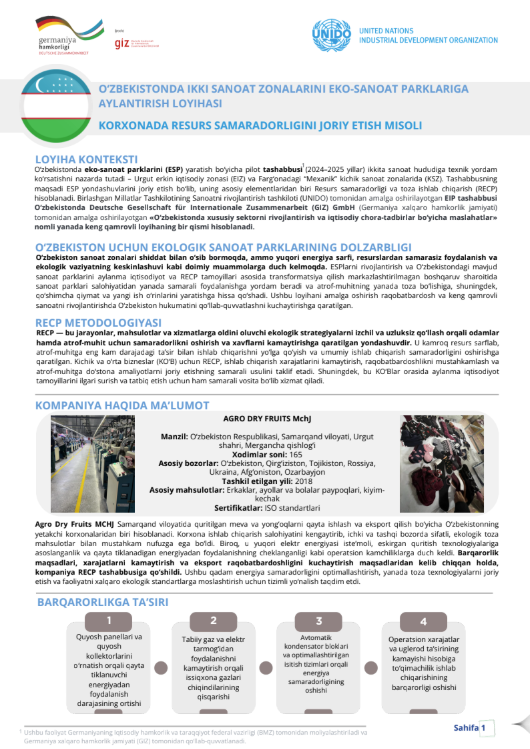 germaniya
hamkorligi
giz
UNIDO
UNITED NATIONS
INDUSTRIAL DEVELOPMENT ORGANIZATION
O‘ZBEKISTONDA IKKI SANOAT ZONALARINI EKO-SANOAT PARKLARIGA
AYLANTIRISH LOYIHASI
KORXONADA RESURS SAMARADORLIGINI JORIY ETISH MISOLI
LOYIHA KONTEKSTI
O‘zbekistonda eko-sanoat parklarini (ESP) yaratish bo‘yicha pilot tashabbusi¹ (2024–2025 yillar) ikkita sanoat hududiga texnik yordam
ko‘rsatishni nazarda tutadi – Urgut erkin iqtisodiy zonasi (EIZ) va Farg‘onadagi “Mexanik” kichik sanoat zonalarida (KSZ). Tashabbusning
maqsadi ESP yondashuvlarini joriy etish bo‘lib, uning asosiy elementlaridan biri Resurs samaradorligi va toza ishlab chiqarish (RECP)
hisoblanadi. Birlashgan Millatlar Tashkilotining Sanoatni rivojlantirish tashkiloti (UNIDO) tomonidan amalga oshirilayotgan EIP tashabbusi
O‘zbekistonda Deutsche Gesellschaft für Internationale Zusammenarbeit (GIZ) GmbH (Germaniya xalqaro hamkorlik jamiyati)
tomonidan amalga oshirilayotgan «O‘zbekistonda xususiy sektorni rivojlantirish va iqtisodiy chora-tadbirlar bo‘yicha maslahatlar»
nomli yanada keng qamrovli loyihaning bir qismi hisoblanadi.
O‘ZBEKISTON UCHUN EKOLOGIK SANOAT PARKLARINING DOLZARBLIGI
O‘zbekistonda sanoat zonalari shiddat bilan o‘sib bormoqda, ammo yuqori energiya sarfi, resurslardan samarasiz foydalanish va
ekologik vaziyatning keskinlashuvi kabi doimiy muammolarga duch kelmoqda. ESPlarni rivojlantirish va O‘zbekistondagi mavjud
sanoat parklarini aylanma iqtisodiyot va RECP tamoyillari asosida transformatsiya qilish markazlashtirilgan boshqaruv sharoitida
sanoat parklari salohiyatidan yanada samarali foydalanishga yordam beradi va atrof-muhitning yanada toza bo‘lishiga, shuningdek,
qo‘shimcha qiymat va yangi ish o‘rinlarini yaratishga hissa qo‘shadi. Ushbu loyihani amalga oshirish raqobatbardosh va keng qamrovli
sanoatni rivojlantirishda O‘zbekiston hukumatini qo‘llab-quvvatlashni kuchaytirishga qaratilgan.
RECP METODOLOGIYASI
RECP — bu jarayonlar, mahsulotlar va xizmatlarga oldini oluvchi ekologik strategiyalarni izchil va uzluksiz qo‘llash orqali odamlar
hamda atrof-muhit uchun samaradorlikni oshirish va xavflarni kamaytirishga qaratilgan yondashuvdir. U kamroq resurs sarflab,
atrof-muhitga eng kam darajadagi ta’sir bilan ishlab chiqarishni yo‘lga qo‘yish va umumiy ishlab chiqarish samaradorligini oshirishga
qaratilgan. Kichik va o‘rta bizneslar (KO‘B) uchun RECP, ishlab chiqarish xarajatlarini kamaytirish, raqobatbardoshlikni mustahkamlash va
atrof-muhitga do‘stona amaliyotlarni joriy etishning samarali usulini taklif etadi. Shuningdek, bu KO‘Blar orasida aylanma iqtisodiyot
tamoyillarini ilgari surish va tatbiq etish uchun ham samarali vosita bo‘lib xizmat qiladi.
KOMPANIYA HAQIDA MA’LUMOT
AGRO DRY FRUITS MchJ
Manzil: O‘zbekiston Respublikasi, Samarqand viloyati, Urgut
shahri, Mergancha qishlog‘i
Xodimlar soni: 165
Asosiy bozorlar: O‘zbekiston, Qirg‘iziston, Tojikiston, Rossiya,
Ukraina, Afg‘oniston, Ozarbayjon
Tashkil etilgan yili: 2018
Asosiy mahsulotlar: Erkaklar, ayollar va bolalar paypoqlari, kiyim-
kechak
Sertifikatlar: ISO standartlari
Agro Dry Fruits MCHJ Samarqand viloyatida quritilgan meva va yong‘oqlarni qayta ishlash va eksport qilish bo‘yicha O‘zbekistonning
yetakchi korxonalaridan biri hisoblanadi. Korxona ishlab chiqarish salohiyatini kengaytirib, ichki va tashqi bozorda sifatli, ekologik toza
mahsulotlar bilan mustahkam nufuzga ega bo‘ldi. Biroq, u yuqori elektr energiyasi iste’moli, eskirgan quritish texnologiyalariga
asoslanganlik va qayta tiklanadigan energiyadan foydalanishning cheklanganligi kabi operatsion kamchiliklarga duch keldi. Barqarorlik
maqsadlari, xarajatlarni kamaytirish va eksport raqobatbardoshligini kuchaytirish maqsadlaridan kelib chiqqan holda,
kompaniya RECP tashabbusiga qo‘shildi. Ushbu qadam energiya samaradorligini optimallashtirish, yanada toza texnologiyalarni joriy
etish va faoliyatni xalqaro ekologik standartlarga moslashtirish uchun tizimli yo‘nalish taqdim etdi.
BARQARORLIKGA TA’SIRI
1
Quyosh panellari va
quyosh
kollektorlarini
o‘rnatish orqali qayta
tiklanuvchi
energiyadan
foydalanish
darajasining ortishi
2
Tabiiy gaz va elektr
tarmog‘idan
foydalanishni
kamaytirish orqali
issiqxona gazlari
chiqindilarining
qisqarishi
3
Avtomatik
kondensator bloklari
va optimallashtirilgan
isitish tizimlari orqali
energiya
samaradorligining
oshishi
4
Operatsion xarajatlar
va uglerod ta’sirining
kamayishi hisobiga
to‘qimachilik ishlab
chiqarishining
barqarorligi oshishi
¹ Ushbu faoliyat Germaniyaning iqtisodiy hamkorlik va taraqqiyot federal vazirligi (BMZ) tomonidan moliyalashtiriladi va
Germaniya xalqaro hamkorlik jamiyati (GIZ) tomonidan qo‘llab-quvvatlanadi.
Sahifa 1